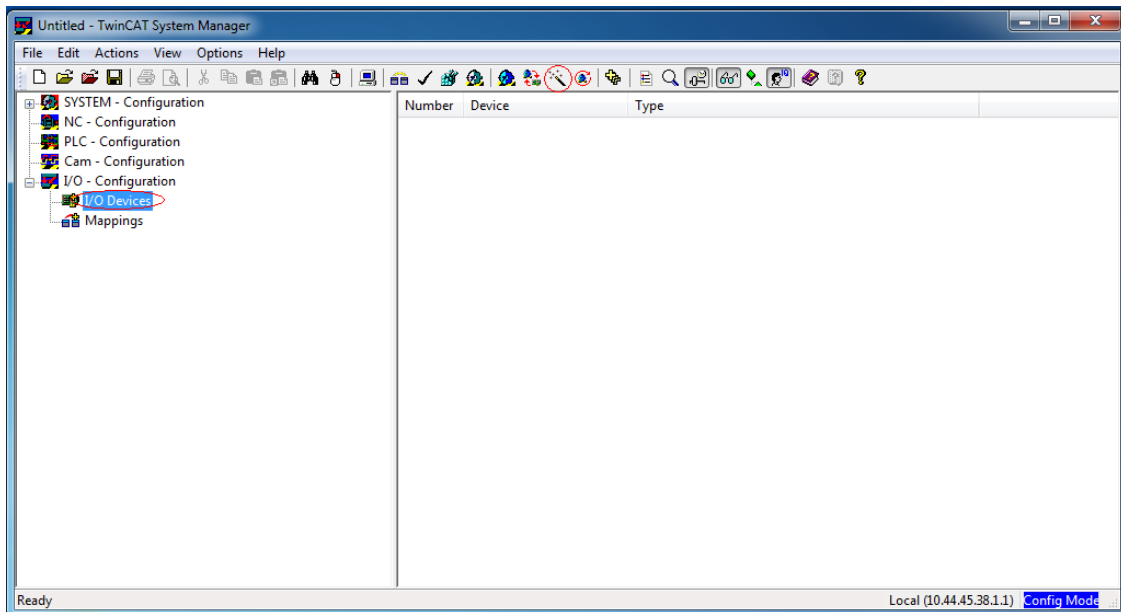 Untitled - TwinCAT System Manager
File Edit Actions View Options Help
SYSTEM - Configuration
NC - Configuration
PLC - Configuration
Cam - Configuration
I/O - Configuration
I/O Devices
Mappings
Number Device Type
Ready Local (10.44.45.38.1.1) Config Mode